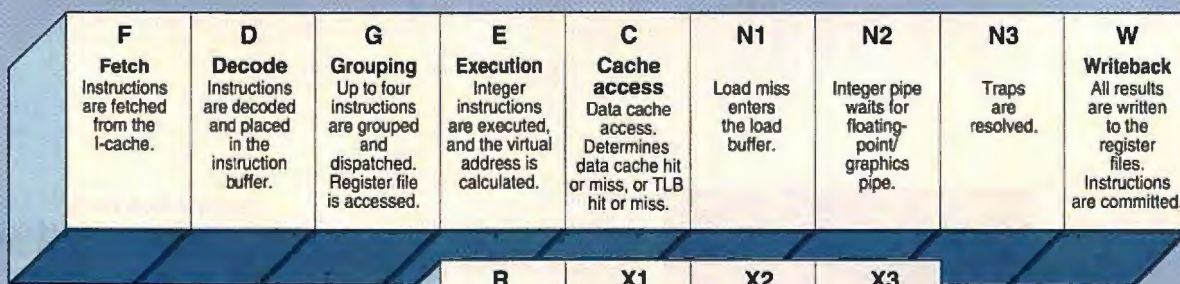 F
Fetch
Instructions
are fetched
from the
I-cache.
D
Decode
Instructions
are decoded
and placed
in the
instruction
buffer.
G
Grouping
Up to four
instructions
are grouped
and
dispatched.
Register file
is accessed.
E
Execution
Integer
instructions
are executed,
and the virtual
address is
calculated.
C
Cache
access
Data cache
access.
Determines
data cache hit
or miss, or TLB
hit or miss.
N1
Load miss
enters
the load
buffer.
N2
Integer pipe
waits for
floating-
point/
graphics
pipe.
N3
Traps
are
resolved.
W
Writeback
All results
are written
to the
register
files.
Instructions
are committed.
R
X1
X2
X3